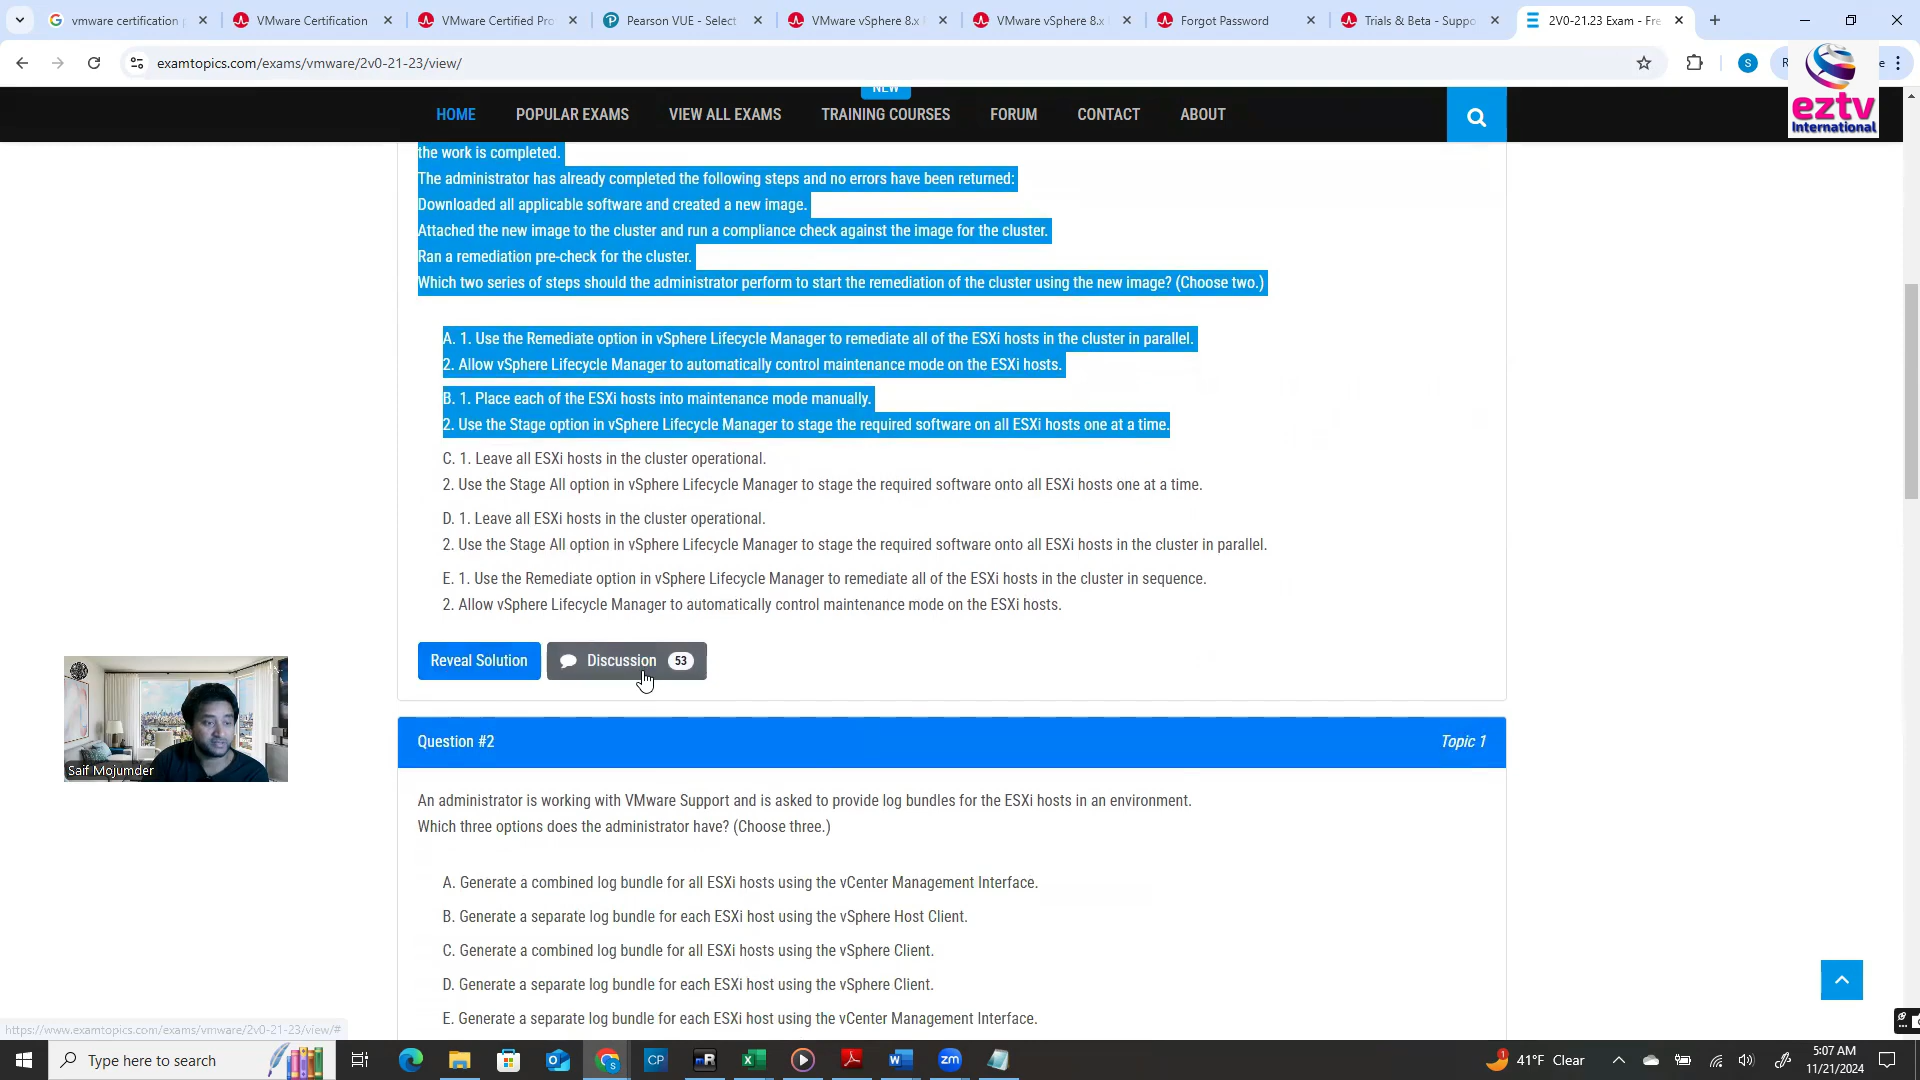 vmware certification
VMware Certification
VMware Certified Pro
Pearson VUE - Select
VMware vSphere 8.x
VMware vSphere 8.x
Forgot Password
Trials & Beta - Suppo
2V0-21.23 Exam - Fre
examtopics.com/exams/vmware/2v0-21-23/view/
S
eztv
International
NEW
HOME
POPULAR EXAMS
VIEW ALL EXAMS
TRAINING COURSES
FORUM
CONTACT
ABOUT
the work is completed.
The administrator has already completed the following steps and no errors have been returned:
Downloaded all applicable software and created a new image.
Attached the new image to the cluster and run a compliance check against the image for the cluster.
Ran a remediation pre-check for the cluster.
Which two series of steps should the administrator perform to start the remediation of the cluster using the new image? (Choose two.)
A. 1. Use the Remediate option in vSphere Lifecycle Manager to remediate all of the ESXi hosts in the cluster in parallel.
2. Allow vSphere Lifecycle Manager to automatically control maintenance mode on the ESXi hosts.
B. 1. Place each of the ESXi hosts into maintenance mode manually.
2. Use the Stage option in vSphere Lifecycle Manager to stage the required software on all ESXi hosts one at a time.
C. 1. Leave all ESXi hosts in the cluster operational.
2. Use the Stage All option in vSphere Lifecycle Manager to stage the required software onto all ESXi hosts one at a time.
D. 1. Leave all ESXi hosts in the cluster operational.
2. Use the Stage All option in vSphere Lifecycle Manager to stage the required software onto all ESXi hosts in the cluster in parallel.
E. 1. Use the Remediate option in vSphere Lifecycle Manager to remediate all of the ESXi hosts in the cluster in sequence.
2. Allow vSphere Lifecycle Manager to automatically control maintenance mode on the ESXi hosts.
Reveal Solution
Discussion 53
Saif Mojumder
Question #2
Topic 1
An administrator is working with VMware Support and is asked to provide log bundles for the ESXi hosts in an environment.
Which three options does the administrator have? (Choose three.)
A. Generate a combined log bundle for all ESXi hosts using the vCenter Management Interface.
B. Generate a separate log bundle for each ESXi host using the vSphere Host Client.
C. Generate a combined log bundle for all ESXi hosts using the vSphere Client.
D. Generate a separate log bundle for each ESXi host using the vSphere Client.
E. Generate a separate log bundle for each ESXi host using the vCenter Management Interface.
https://www.examtopics.com/exams/vmware/2v0-21-23/view/#
Type here to search
CP
zm
41°F Clear
5:07 AM
11/21/2024